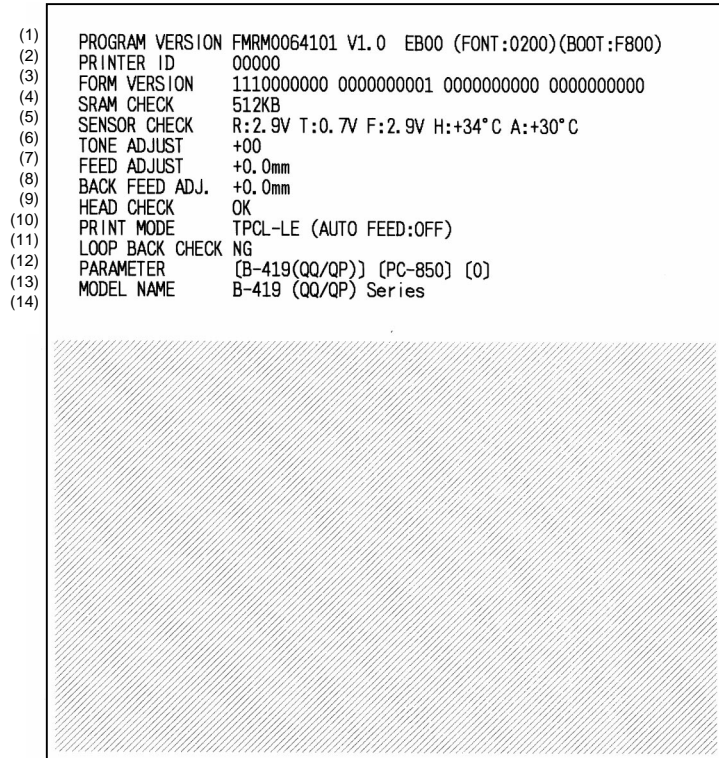 (1)
(2)
(3)
(4)
(5)
(6)
(7)
(8)
(9)
(10)
(11)
(12)
(13)
(14)
PROGRAM VERSION FMRM0064101 V1.0 EB00 (FONT:0200)(BOOT:F800)
PRINTER ID 00000
FORM VERSION 1110000000 0000000001 0000000000 0000000000
SRAM CHECK 512KB
SENSOR CHECK R:2.9V T:0.7V F:2.9V H:+34°C A:+30°C
TONE ADJUST +00
FEED ADJUST +0.0mm
BACK FEED ADJ. +0.0mm
HEAD CHECK OK
PRINT MODE TPCL-LE (AUTO FEED:OFF)
LOOP BACK CHECK NG
PARAMETER [B-419(QQ/QP)] [PC-850] [0]
MODEL NAME B-419 (QQ/QP) Series